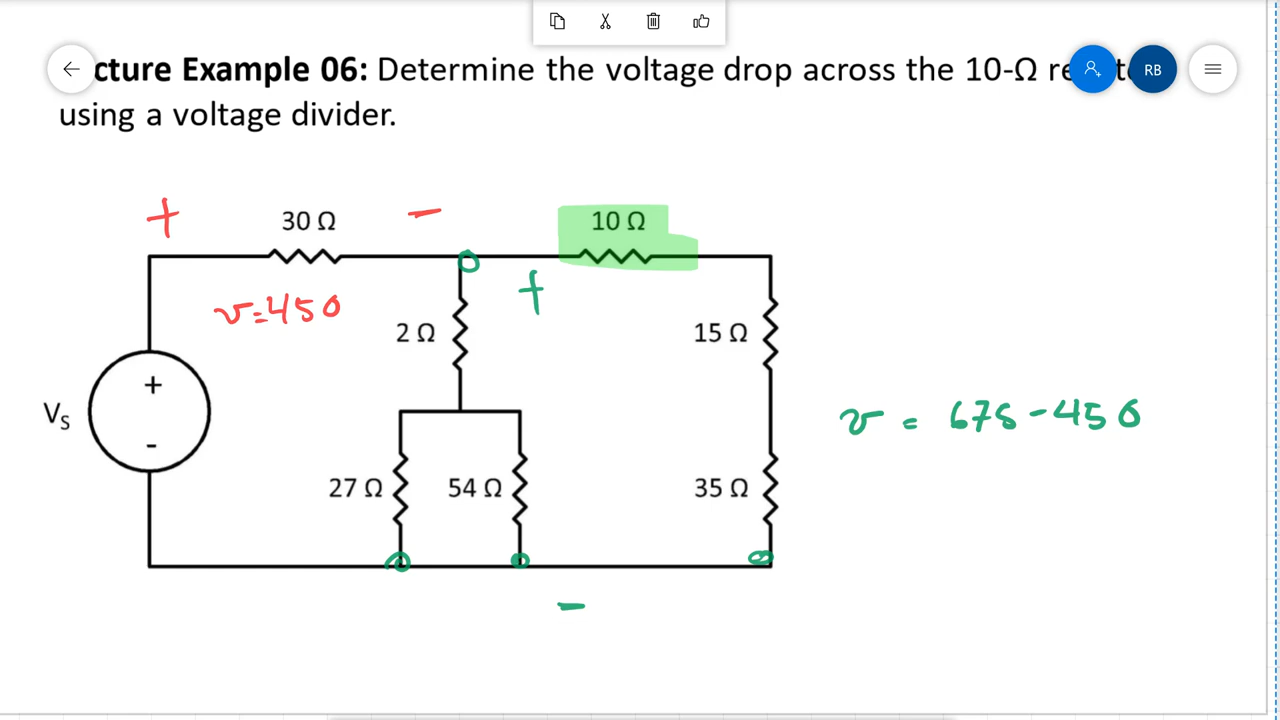 cture Example 06: Determine the voltage drop across the 10-Ω re
RB
using a voltage divider.
+
30 Ω
-
10 Ω
+
v=450
2 Ω
15 Ω
+
Vs
-
v = 675-450
27 Ω
54 Ω
35 Ω
-